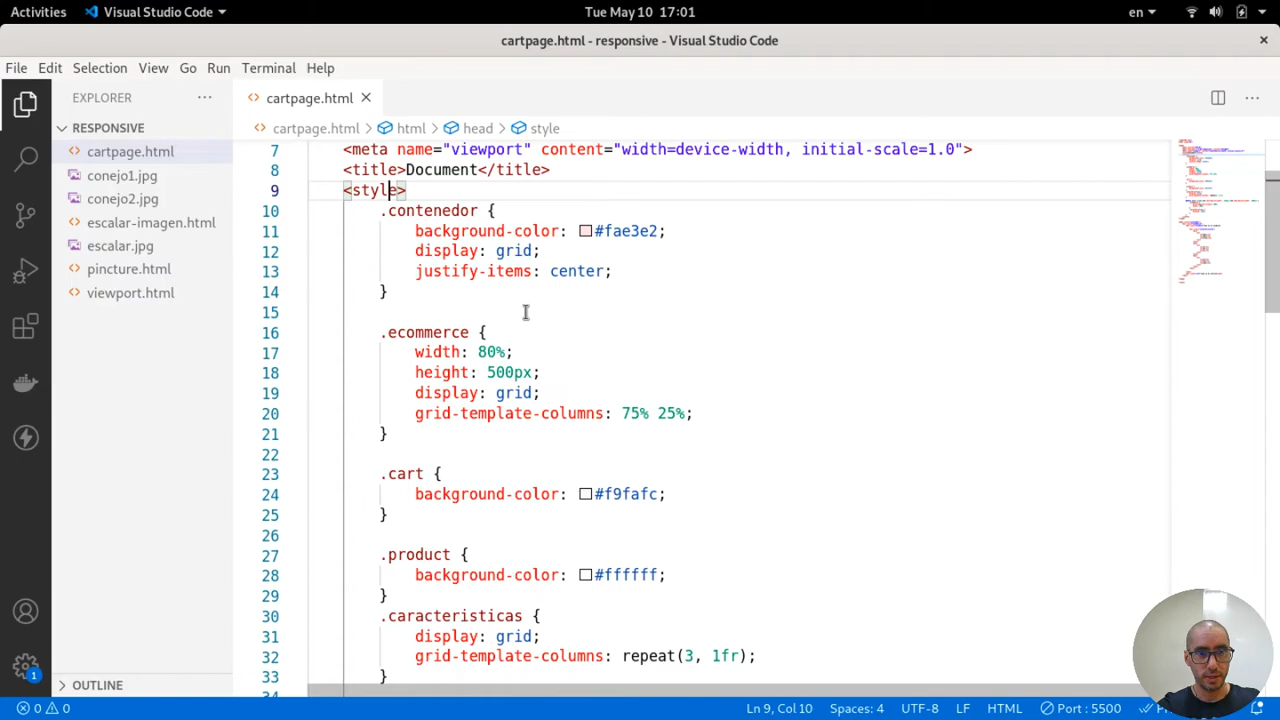 Activities Visual Studio Code Tue May 10 17:01 en
cartpage.html - responsive - Visual Studio Code
File Edit Selection View Go Run Terminal Help
EXPLORER
RESPONSIVE
cartpage.html
conejo1.jpg
conejo2.jpg
escalar-imagen.html
escalar.jpg
pincture.html
viewport.html
OUTLINE
cartpage.html
cartpage.html > html > head > style
7 <meta name="viewport" content="width=device-width, initial-scale=1.0">
8 <title>Document</title>
9 <style>
10 .contenedor {
11 background-color: #fae3e2;
12 display: grid;
13 justify-items: center;
14 }
15
16 .ecommerce {
17 width: 80%;
18 height: 500px;
19 display: grid;
20 grid-template-columns: 75% 25%;
21 }
22
23 .cart {
24 background-color: #f9fafc;
25 }
26
27 .product {
28 background-color: #ffffff;
29 }
30 .caracteristicas {
31 display: grid;
32 grid-template-columns: repeat(3, 1fr);
33 }
1
0 0 Ln 9, Col 10 Spaces: 4 UTF-8 LF HTML Port : 5500